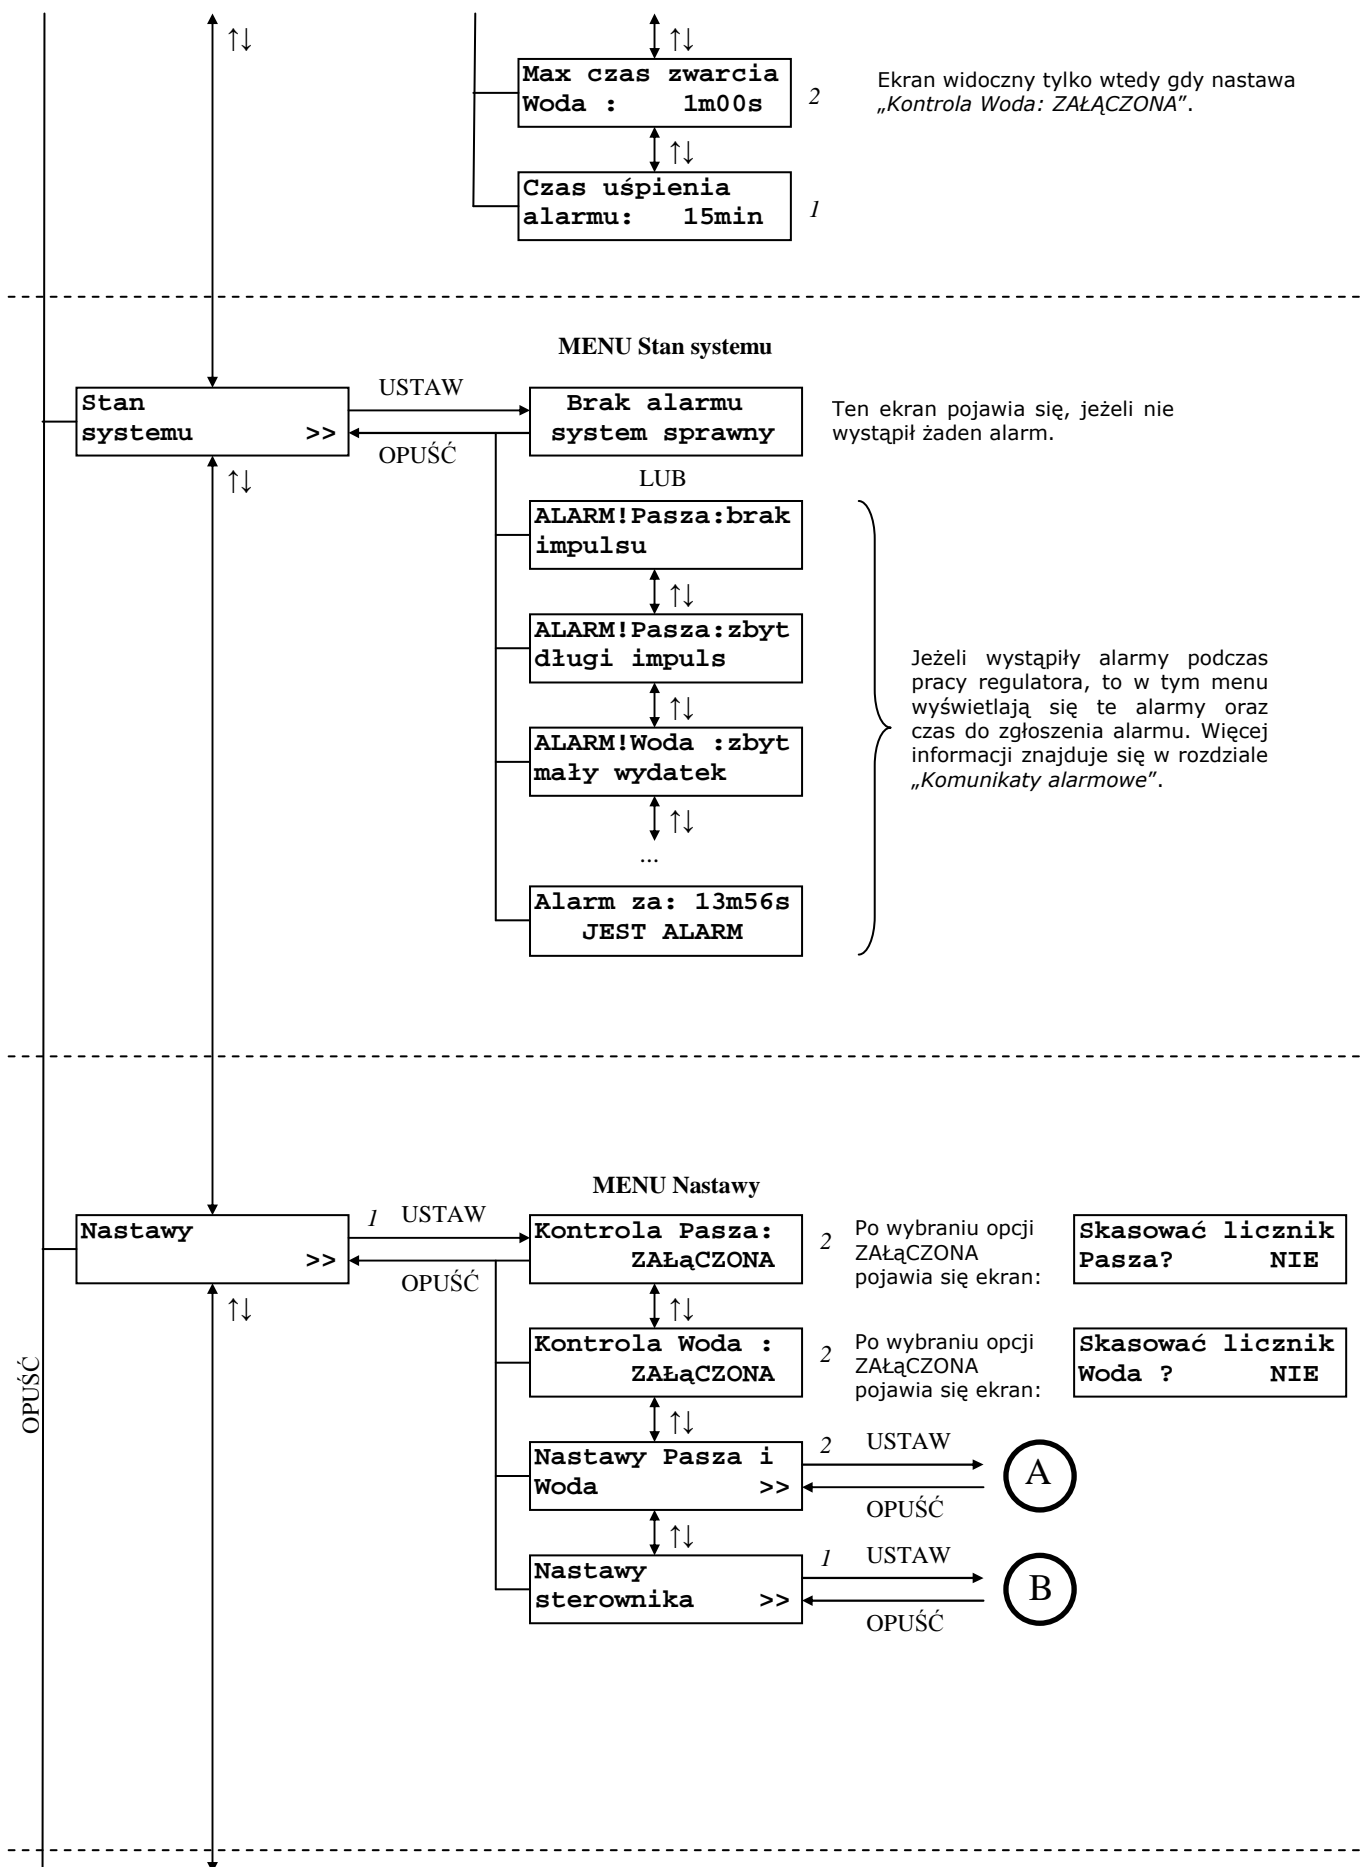 ↑↓
↑↓
Max czas zwarcia
Woda :    1m00s
2
Ekran widoczny tylko wtedy gdy nastawa
„Kontrola Woda: ZAŁĄCZONA”.
↑↓
Czas uśpienia
alarmu:   15min
1
MENU Stan systemu
Stan
systemu       >>
USTAW
OPUŚĆ
Brak alarmu
system sprawny
Ten ekran pojawia się, jeżeli nie
wystąpił żaden alarm.
↑↓
LUB
ALARM!Pasza:brak
impulsu
↑↓
ALARM!Pasza:zbyt
długi impuls
↑↓
ALARM!Woda :zbyt
mały wydatek
↑↓
...
Alarm za: 13m56s
JEST ALARM
Jeżeli wystąpiły alarmy podczas
pracy regulatora, to w tym menu
wyświetlają się te alarmy oraz
czas do zgłoszenia alarmu. Więcej
informacji znajduje się w rozdziale
„Komunikaty alarmowe”.
MENU Nastawy
Nastawy
>>
1 USTAW
OPUŚĆ
Kontrola Pasza:
ZAŁąCZONA
2
Po wybraniu opcji
ZAŁąCZONA
pojawia się ekran:
Skasować licznik
Pasza?       NIE
↑↓
↑↓
Kontrola Woda :
ZAŁąCZONA
2
Po wybraniu opcji
ZAŁąCZONA
pojawia się ekran:
Skasować licznik
Woda ?       NIE
OPUŚĆ
↑↓
Nastawy Pasza i
Woda          >>
2 USTAW
OPUŚĆ
A
↑↓
Nastawy
sterownika    >>
1 USTAW
OPUŚĆ
B